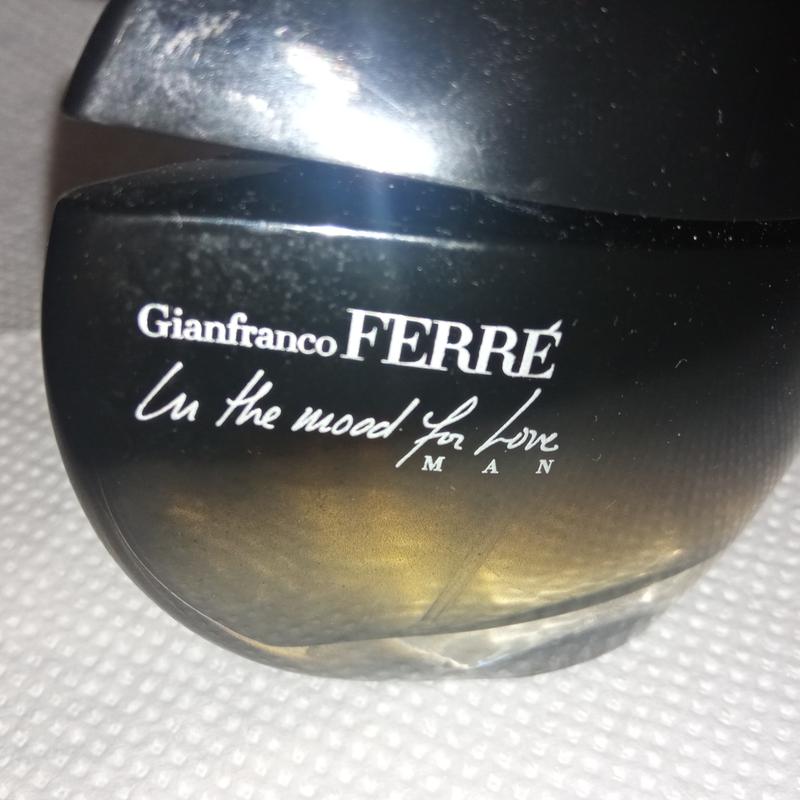 Gianfranco FERRÉ
In the mood for Love
MAN